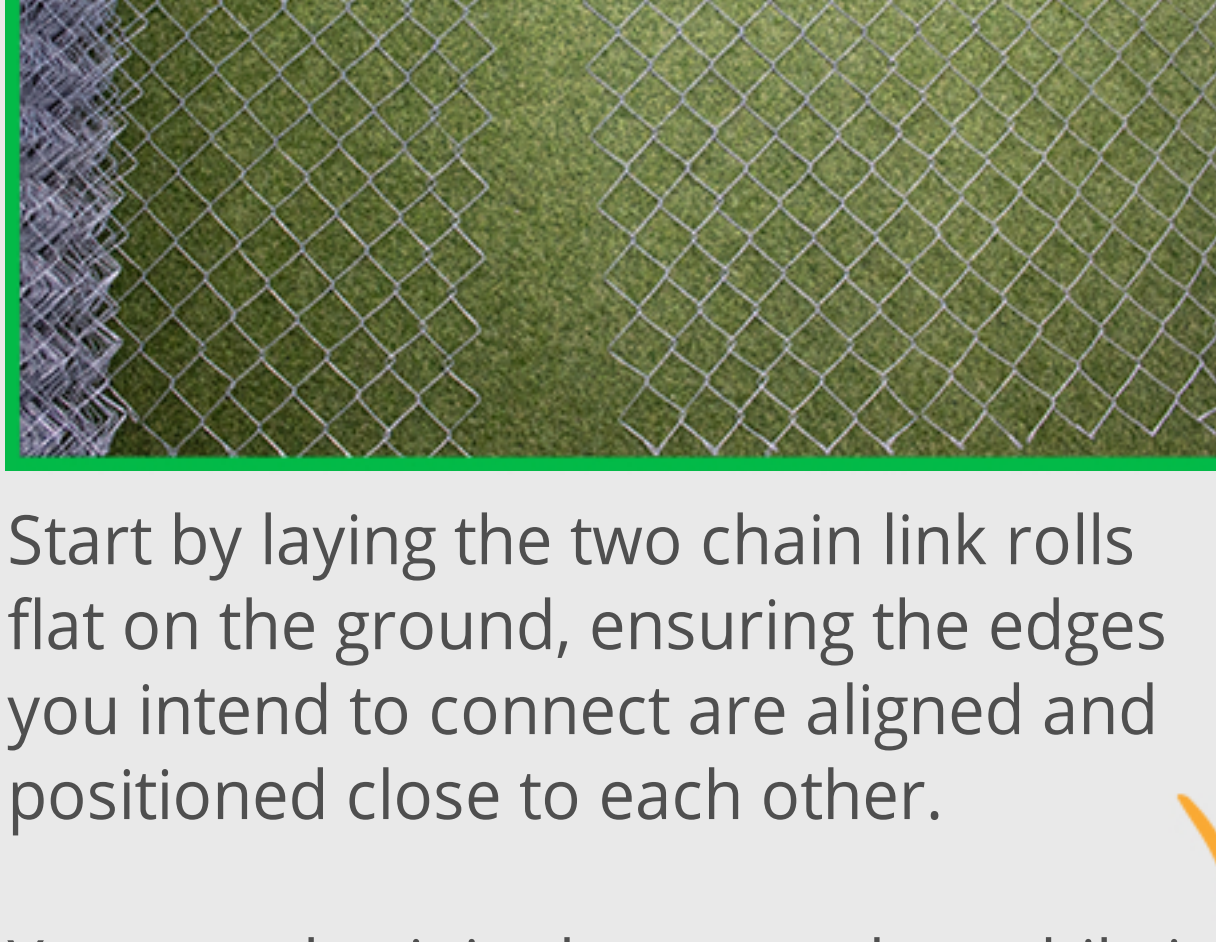 Start by laying the two chain link rolls
flat on the ground, ensuring the edges
you intend to connect are aligned and
positioned close to each other.